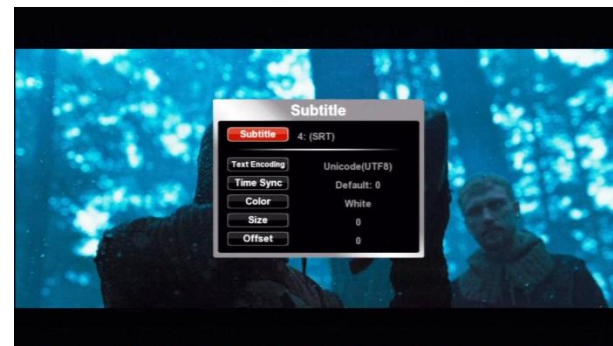 Subtitle
Subtitle 4: (SRT)
Text Encoding Unicode(UTF8)
Time Sync Default: 0
Color White
Size 0
Offset 0